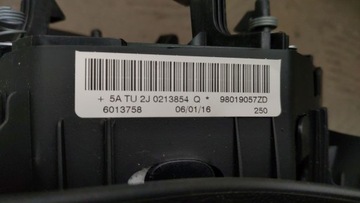 + 5A TU 2J 0213854 Q * 98019057ZD
6013758 06/01/16 250